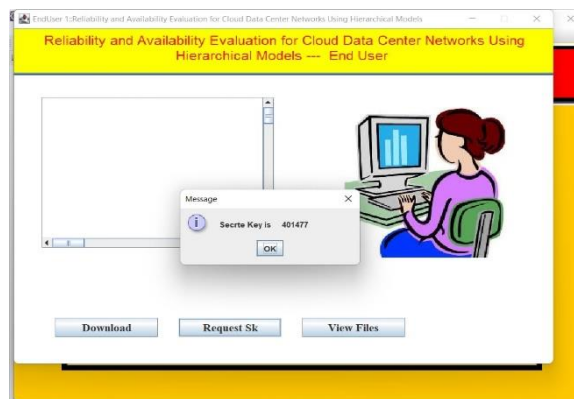 EndUser 1:Reliability and Availability Evaluation for Cloud Data Center Networks Using Hierarchical Models
Reliability and Availability Evaluation for Cloud Data Center Networks Using
Hierarchical Models --- End User
Message
Secrte Key is 401477
OK
Download
Request Sk
View Files